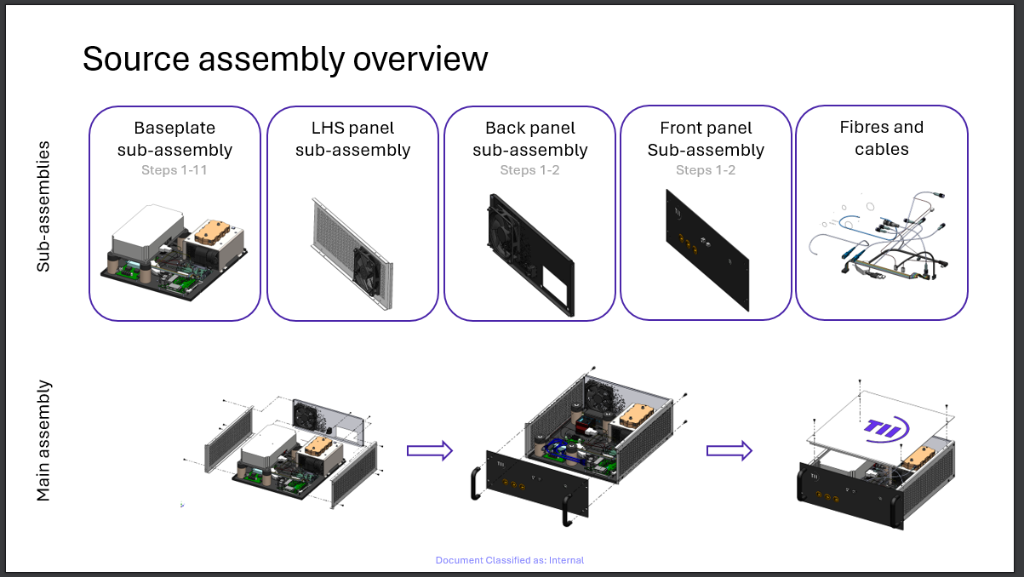 Source assembly overview
Sub-assemblies
Baseplate
sub-assembly
Steps 1-11
LHS panel
sub-assembly
Back panel
sub-assembly
Steps 1-2
Front panel
Sub-assembly
Steps 1-2
Fibres and
cables
Main assembly
TII
Document Classified as: Internal